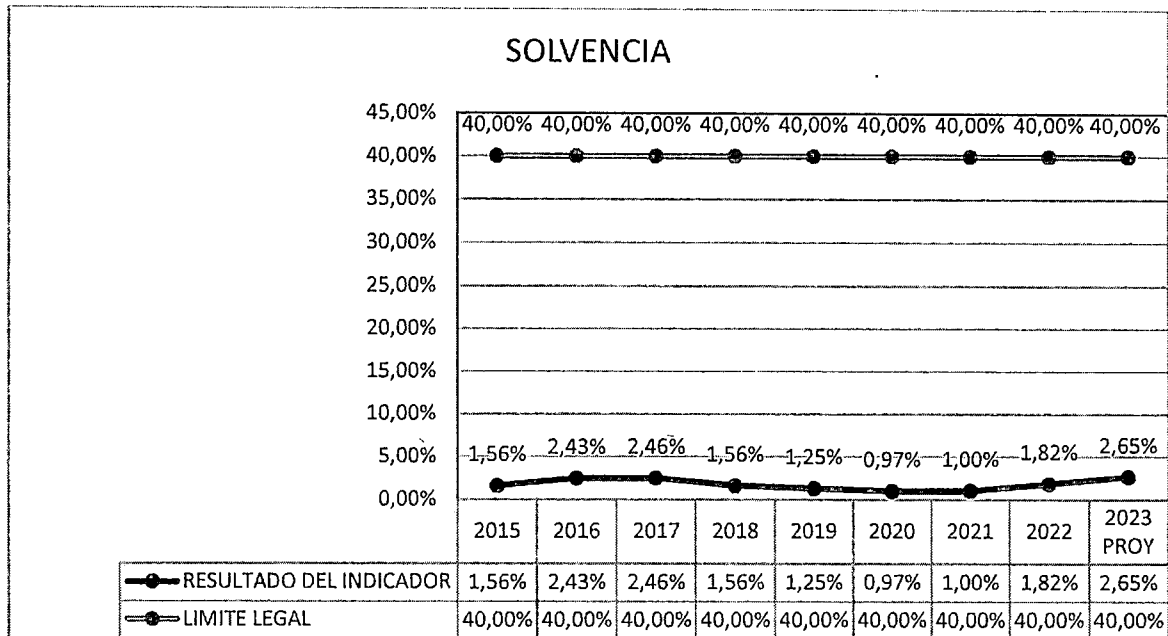 SOLVENCIA
45,00%
40,00% 40,00% 40,00% 40,00% 40,00% 40,00% 40,00% 40,00% 40,00%
40,00%
35,00%
30,00%
25,00%
20,00%
15,00%
10,00%
5,00%
1,56% 2,43% 2,46% 1,56% 1,25% 0,97% 1,00% 1,82% 2,65%
0,00%
2015 2016 2017 2018 2019 2020 2021 2022 2023 PROY
RESULTADO DEL INDICADOR 1,56% 2,43% 2,46% 1,56% 1,25% 0,97% 1,00% 1,82% 2,65%
LIMITE LEGAL 40,00% 40,00% 40,00% 40,00% 40,00% 40,00% 40,00% 40,00% 40,00%